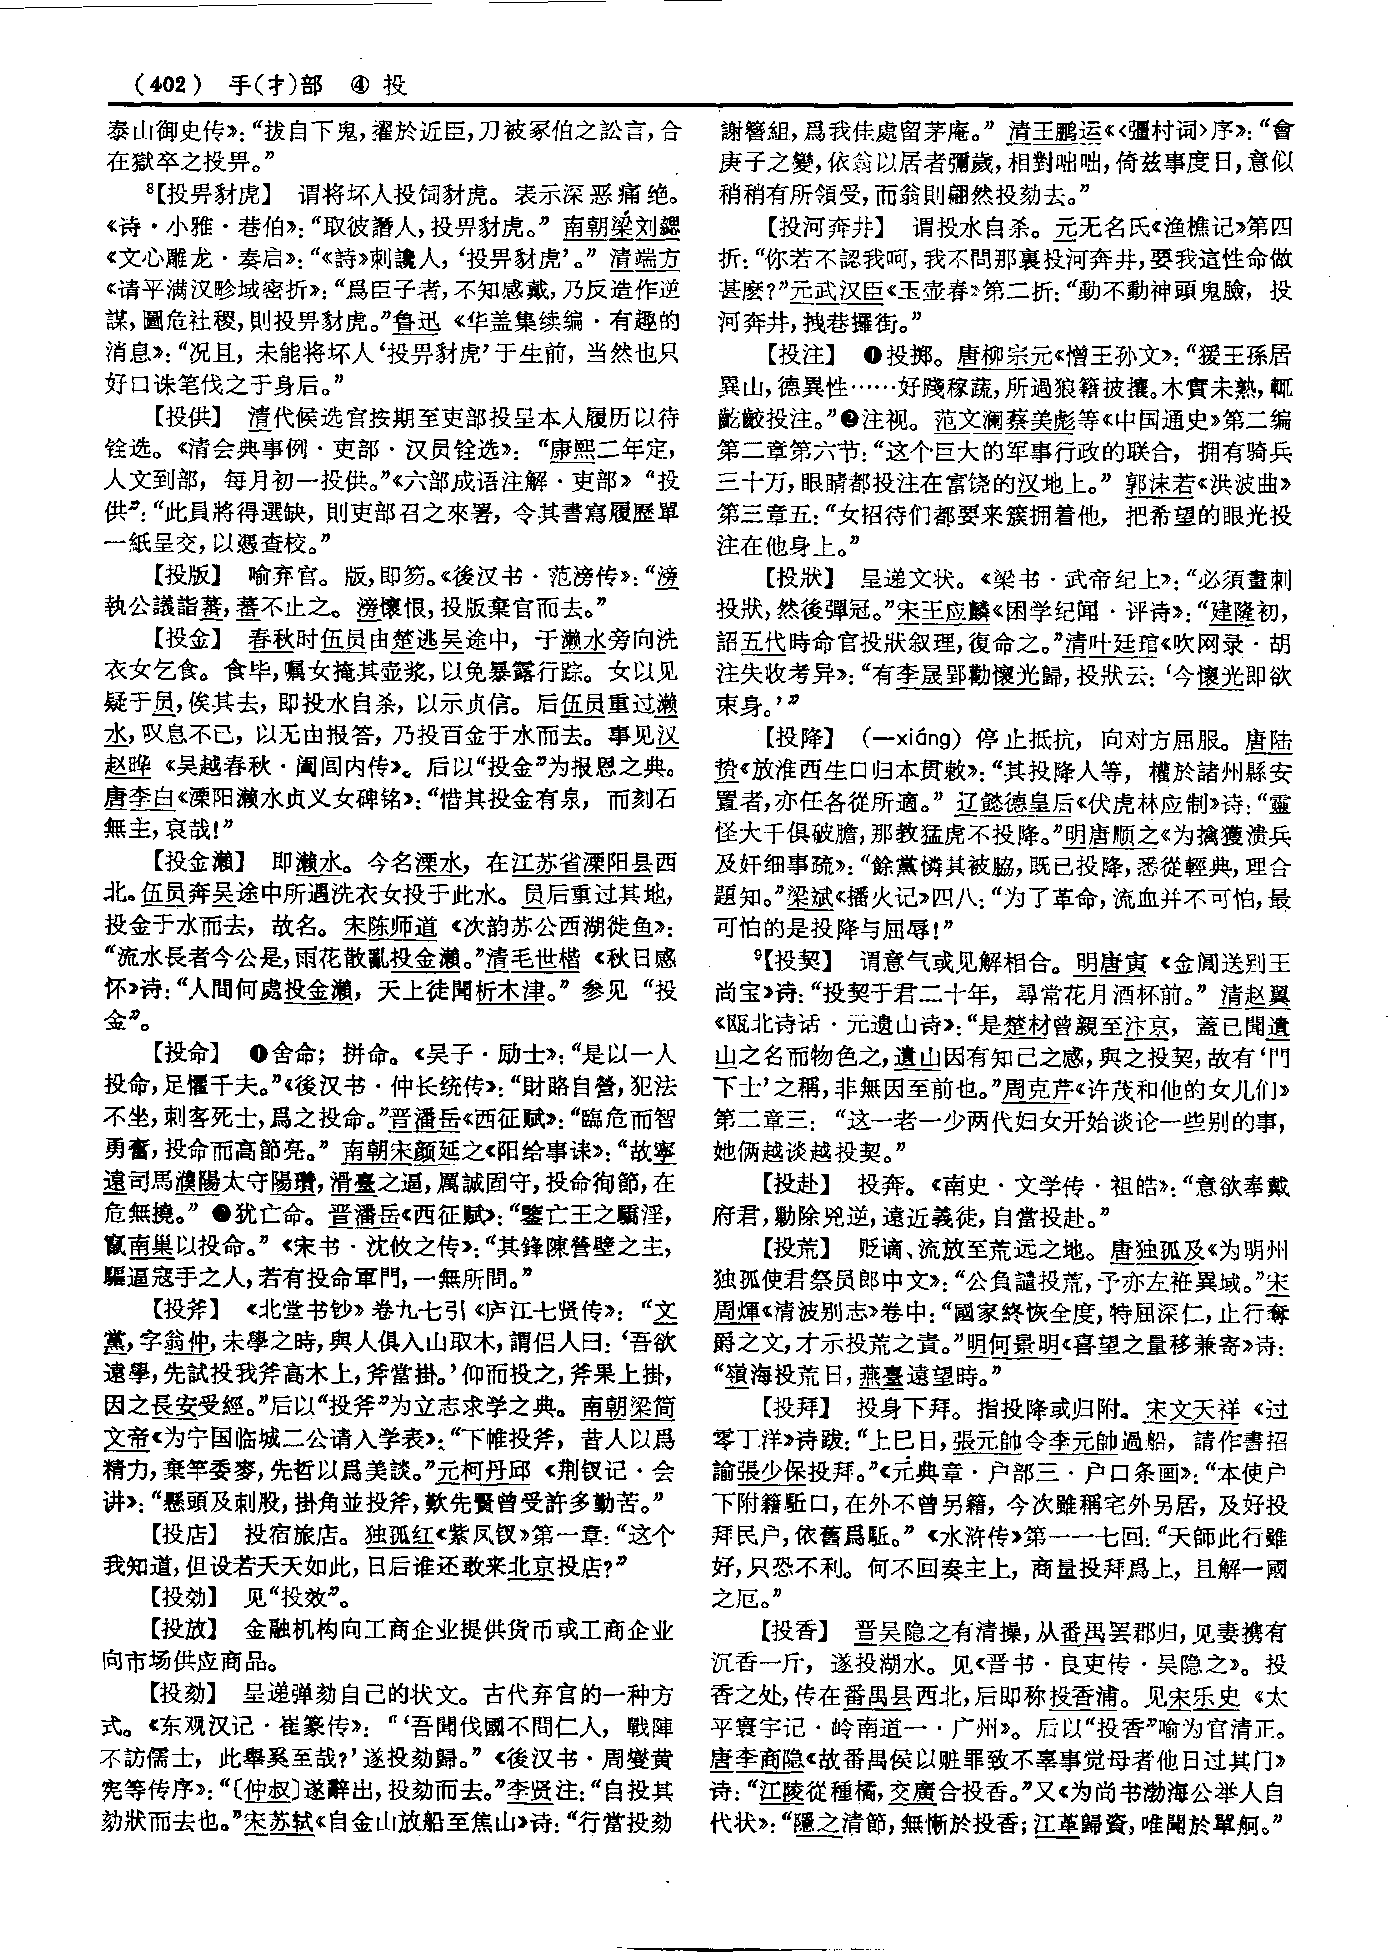 （402） 手(扌)部 ④ 投
泰山御史传》：“拔自下鬼，擢於近臣，刀被冢伯之訟言，合
在獄卒之投畀。”
⁸【投畀豺虎】 谓将坏人投饲豺虎。表示深恶痛绝。
《诗·小雅·巷伯》：“取彼譖人，投畀豺虎。” 南朝梁刘勰
《文心雕龙·奏启》：“《詩》刺讒人，‘投畀豺虎’。” 清端方
《请平满汉畛域密折》：“爲臣子者，不知感戴，乃反造作逆
謀，圖危社稷，則投畀豺虎。”鲁迅《华盖集续编·有趣的
消息》：“况且，未能将坏人‘投畀豺虎’于生前，当然也只
好口诛笔伐之于身后。”
【投供】 清代候选官按期至吏部投呈本人履历以待
铨选。《清会典事例·吏部·汉员铨选》：“康熙二年定，
人文到部，每月初一投供。”《六部成语注解·吏部》“投
供”：“此員將得選缺，則吏部召之來署，令其書寫履歷單
一紙呈交，以憑查校。”
【投版】 喻弃官。版，即笏。《後汉书·范滂传》：“滂
執公議詣蕃，蕃不止之。滂懷恨，投版棄官而去。”
【投金】 春秋时伍员由楚逃吴途中，于濑水旁向洗
衣女乞食。食毕，嘱女掩其壶浆，以免暴露行踪。女以见
疑于员，俟其去，即投水自杀，以示贞信。后伍员重过濑
水，叹息不已，以无由报答，乃投百金于水而去。事见汉
赵晔《吴越春秋·阖闾内传》。后以“投金”为报恩之典。
唐李白《溧阳濑水贞义女碑铭》：“惜其投金有泉，而刻石
無主，哀哉！”
【投金瀨】 即濑水。今名溧水，在江苏省溧阳县西
北。伍员奔吴途中所遇洗衣女投于此水。员后重过其地，
投金于水而去，故名。宋陈师道《次韵苏公西湖徙鱼》：
“流水長者今公是，雨花散亂投金瀨。”清毛世楷《秋日感
怀》诗：“人間何處投金瀨，天上徒聞析木津。”参见“投
金”。
【投命】 ❶舍命；拼命。《吴子·励士》：“是以一人
投命，足懼千夫。”《後汉书·仲长统传》：“財賂自營，犯法
不坐，刺客死士，爲之投命。”晋潘岳《西征赋》：“臨危而智
勇奮，投命而高節亮。” 南朝宋颜延之《阳给事诔》：“故寧
遠司馬濮陽太守陽瓚，滑臺之逼，厲誠固守，投命徇節，在
危無撓。”❷犹亡命。晋潘岳《西征赋》：“鑒亡王之驕淫，
竄南巢以投命。”《宋书·沈攸之传》：“其鋒陳營壁之主，
驅逼寇手之人，若有投命軍門，一無所問。”
【投斧】 《北堂书钞》卷九七引《庐江七贤传》：“文
黨，字翁仲，未學之時，與人俱入山取木，謂侣人曰：‘吾欲
遠學，先試投我斧高木上，斧當掛。’仰而投之，斧果上掛，
因之長安受經。”后以“投斧”为立志求学之典。南朝梁简
文帝《为宁国临城二公请入学表》：“下帷投斧，昔人以爲
精力，棄竿委麥，先哲以爲美談。”元柯丹邱《荆钗记·会
讲》：“懸頭及刺股，掛角並投斧，歎先賢曾受許多勤苦。”
【投店】 投宿旅店。独孤红《紫凤钗》第一章：“这个
我知道，但设若天天如此，日后谁还敢来北京投店？”
【投効】 见“投效”。
【投放】 金融机构向工商企业提供货币或工商企业
向市场供应商品。
【投劾】 呈递弹劾自己的状文。古代弃官的一种方
式。《东观汉记·崔篆传》：“‘吾聞伐國不問仁人，戰陣
不訪儒士，此舉奚至哉？’遂投劾歸。”《後汉书·周燮黄
宪等传序》：“〔仲叔〕遂辭出，投劾而去。”李贤注：“自投其
劾狀而去也。”宋苏轼《自金山放船至焦山》诗：“行當投劾
謝簪組，爲我佳處留茅庵。” 清王鹏运《〈彊村词〉序》：“會
庚子之變，依翁以居者彌歲，相對咄咄，倚兹事度日，意似
稍稍有所領受，而翁則翩然投劾去。”
【投河奔井】 谓投水自杀。元无名氏《渔樵记》第四
折：“你若不認我呵，我不問那裏投河奔井，要我這性命做
甚麽？”元武汉臣《玉壶春》第二折：“動不動神頭鬼臉，投
河奔井，拽巷攞街。”
【投注】 ❶投掷。唐柳宗元《憎王孙文》：“猨王孫居
異山，德異性……好踐稼蔬，所過狼籍披攘。木實未熟，輒
齕齩投注。”❷注视。范文澜蔡美彪等《中国通史》第二编
第二章第六节：“这个巨大的军事行政的联合，拥有骑兵
三十万，眼睛都投注在富饶的汉地上。” 郭沫若《洪波曲》
第三章五：“女招待们都要来簇拥着他，把希望的眼光投
注在他身上。”
【投狀】 呈递文状。《梁书·武帝纪上》：“必須畫刺
投狀，然後彈冠。”宋王应麟《困学纪闻·评诗》：“建隆初，
詔五代時命官投狀叙理，復命之。”清叶廷琯《吹网录·胡
注失收考异》：“有李晟郢勸懷光歸，投狀云：‘今懷光即欲
束身。’”
【投降】 （—xiáng）停止抵抗，向对方屈服。唐陆
贽《放淮西生口归本贯敕》：“其投降人等，權於諸州縣安
置者，亦任各從所適。” 辽懿德皇后《伏虎林应制》诗：“靈
怪大千俱破膽，那教猛虎不投降。”明唐顺之《为擒獲溃兵
及奸细事疏》：“餘黨憐其被脇，既已投降，悉從輕典，理合
題知。”梁斌《播火记》四八：“为了革命，流血并不可怕，最
可怕的是投降与屈辱！”
⁹【投契】 谓意气或见解相合。明唐寅《金阊送别王
尚宝》诗：“投契于君二十年，尋常花月酒杯前。” 清赵翼
《瓯北诗话·元遗山诗》：“是楚材曾親至汴京，蓋已聞遺
山之名而物色之，遺山因有知己之感，與之投契，故有‘門
下士’之稱，非無因至前也。”周克芹《许茂和他的女儿们》
第二章三：“这一老一少两代妇女开始谈论一些别的事，
她俩越谈越投契。”
【投赴】 投奔。《南史·文学传·祖皓》：“意欲奉戴
府君，勦除兇逆，遠近義徒，自當投赴。”
【投荒】 贬谪、流放至荒远之地。唐独孤及《为明州
独孤使君祭员郎中文》：“公負譴投荒，予亦左袵異域。”宋
周煇《清波别志》卷中：“國家終恢全度，特屈深仁，止行奪
爵之文，才示投荒之責。”明何景明《喜望之量移兼寄》诗：
“嶺海投荒日，燕臺遠望時。”
【投拜】 投身下拜。指投降或归附。宋文天祥《过
零丁洋》诗跋：“上巳日，張元帥令李元帥過船，請作書招
諭張少保投拜。”《元典章·户部三·户口条画》：“本使户
下附籍駈口，在外不曾另籍，今次雖稱宅外另居，及好投
拜民户，依舊爲駈。”《水浒传》第一一七回：“天師此行雖
好，只恐不利。何不回奏主上，商量投拜爲上，且解一國
之厄。”
【投香】 晋吴隐之有清操，从番禺罢郡归，见妻携有
沉香一斤，遂投湖水。见《晋书·良吏传·吴隐之》。投
香之处，传在番禺县西北，后即称投香浦。见宋乐史《太
平寰宇记·岭南道一·广州》。后以“投香”喻为官清正。
唐李商隐《故番禺侯以赃罪致不辜事觉母者他日过其门》
诗：“江陵從種橘，交廣合投香。”又《为尚书渤海公举人自
代状》：“隱之清節，無慚於投香；江革歸資，唯聞於單舸。”